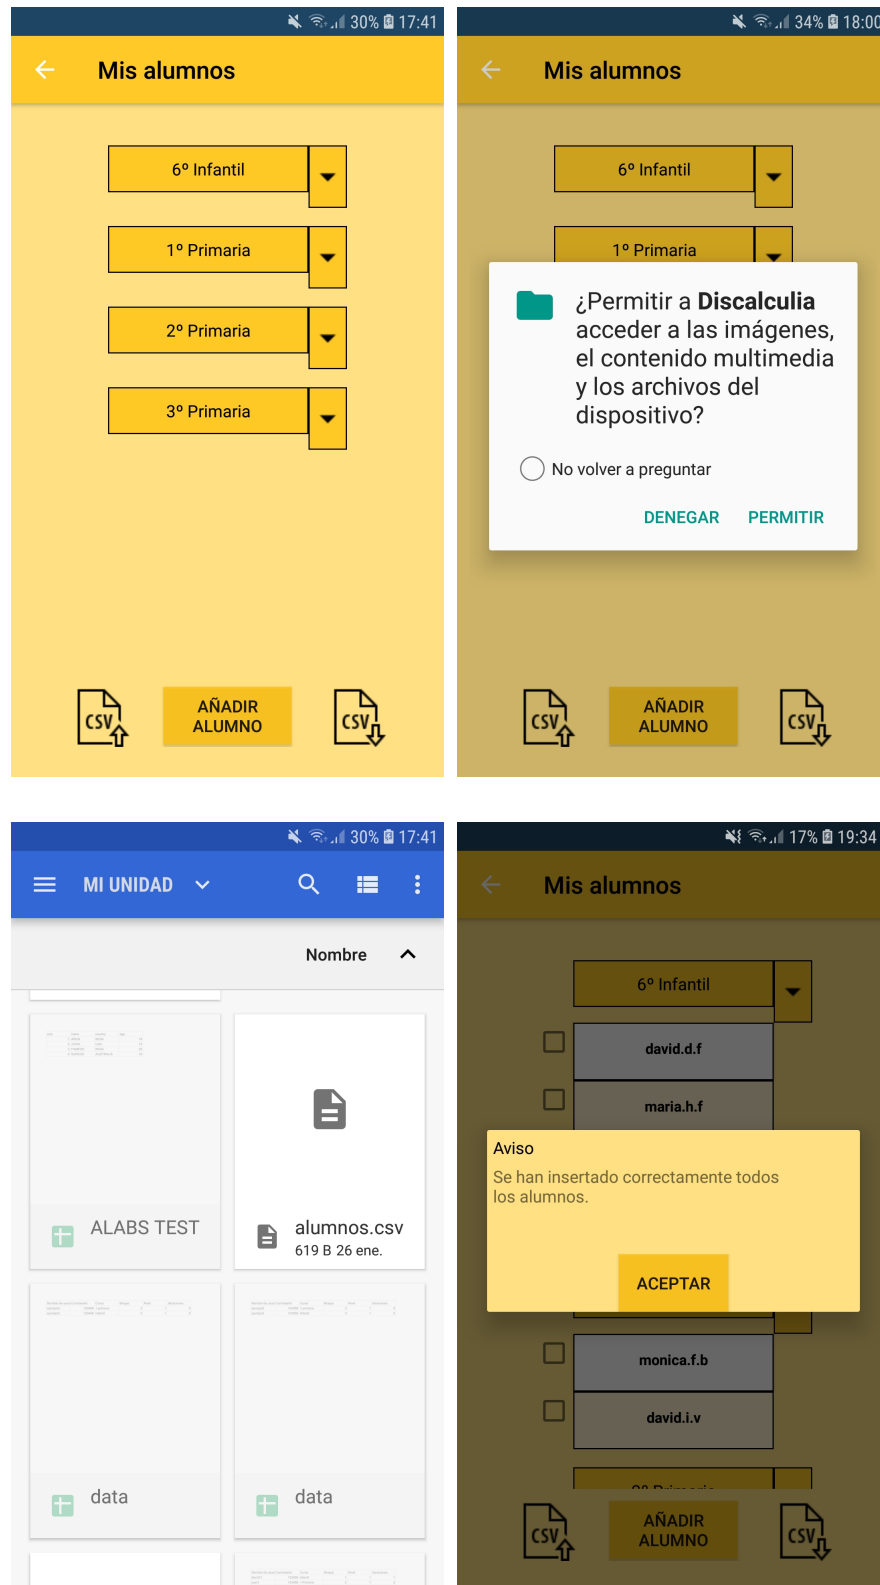 30% 17:41
Mis alumnos
6º Infantil
1º Primaria
2º Primaria
3º Primaria
CSV
AÑADIR
ALUMNO
CSV
34% 18:00
Mis alumnos
6º Infantil
1º Primaria
¿Permitir a Discalculia
acceder a las imágenes,
el contenido multimedia
y los archivos del
dispositivo?
No volver a preguntar
DENEGAR PERMITIR
CSV
AÑADIR
ALUMNO
CSV
30% 17:41
MI UNIDAD
Nombre
ALABS TEST
alumnos.csv
619 B 26 ene.
data
data
17% 19:34
Mis alumnos
6º Infantil
david.d.f
maria.h.f
Aviso
Se han insertado correctamente todos
los alumnos.
ACEPTAR
monica.f.b
david.i.v
CSV
AÑADIR
ALUMNO
CSV